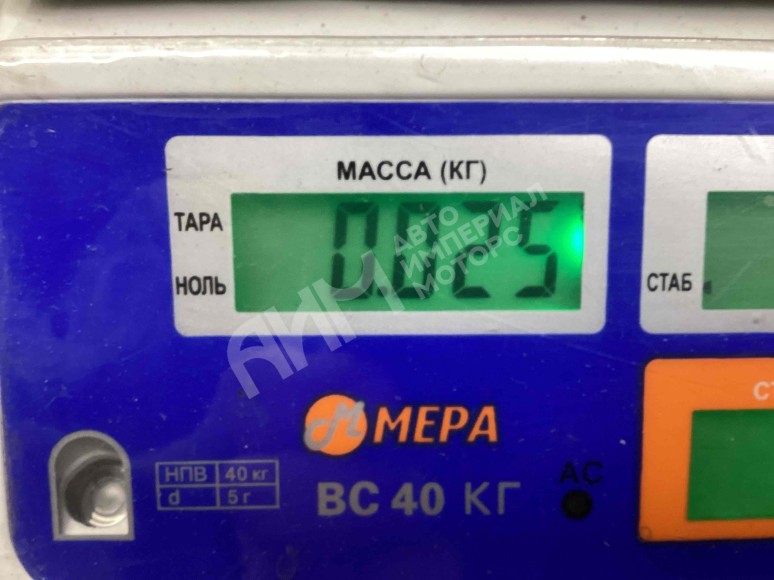 МАССА (КГ)
ТАРА
0.025
НОЛЬ
СТАБ
АВТО
ИМПЕРИАЛ
МОТОРС
АИМ
МЕРА
НПВ 40 кг
d 5 г
ВС 40 КГ
АС